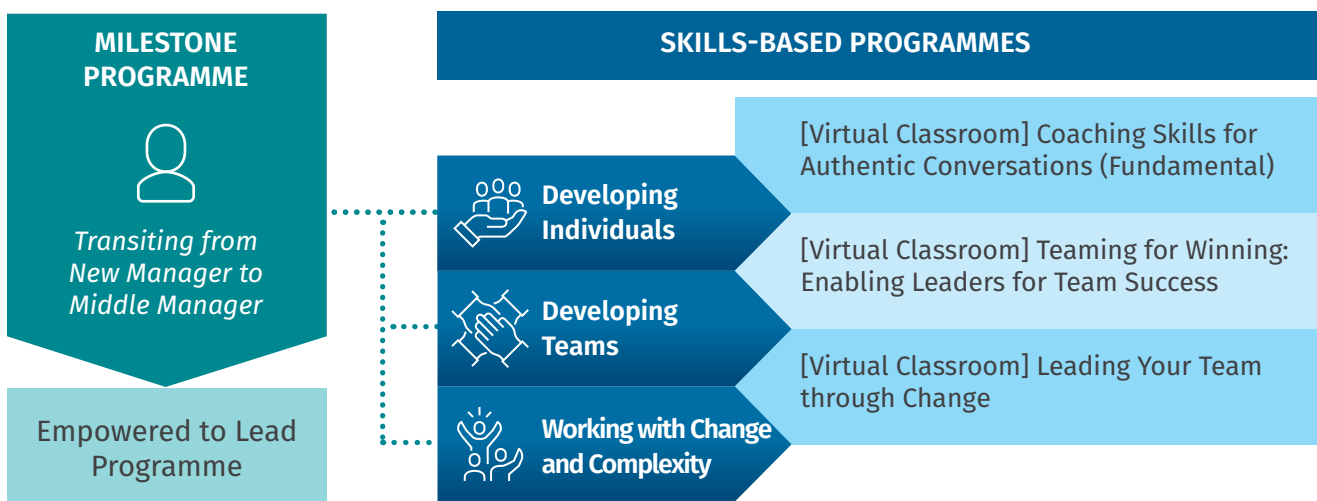 MILESTONE
PROGRAMME
Transiting from
New Manager to
Middle Manager
Empowered to Lead
Programme
SKILLS-BASED PROGRAMMES
Developing
Individuals
[Virtual Classroom] Coaching Skills for
Authentic Conversations (Fundamental)
Developing
Teams
[Virtual Classroom] Teaming for Winning:
Enabling Leaders for Team Success
Working with Change
and Complexity
[Virtual Classroom] Leading Your Team
through Change